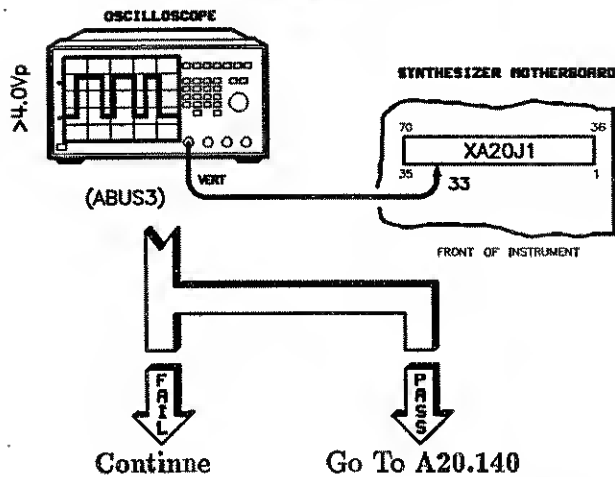 OSCILLOSCOPE
>4.0Vp
SYNTHESIZER MOTHERBOARD
70 36
XA20J1
35 1
VERT
33
(ABUS3)
FRONT OF INSTRUMENT
FAIL
PASS
Continne
Go To A20.140